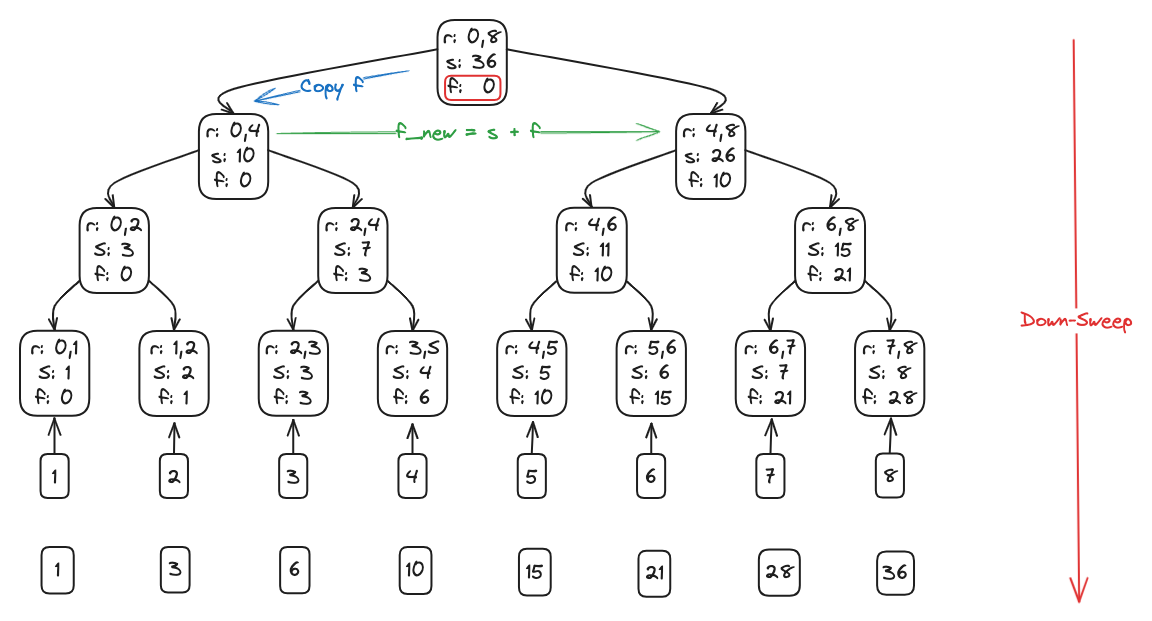 r: 0,8
s: 36
f: 0
Copy f
f_new = s + f
r: 0,4
s: 10
f: 0
r: 4,8
s: 26
f: 10
r: 0,2
s: 3
f: 0
r: 2,4
s: 7
f: 3
r: 4,6
s: 11
f: 10
r: 6,8
s: 15
f: 21
Down-Sweep
r: 0,1
s: 1
f: 0
r: 1,2
s: 2
f: 1
r: 2,3
s: 3
f: 3
r: 3,5
s: 4
f: 6
r: 4,5
s: 5
f: 10
r: 5,6
s: 6
f: 15
r: 6,7
s: 7
f: 21
r: 7,8
s: 8
f: 28
1
2
3
4
5
6
7
8
1
3
6
10
15
21
28
36